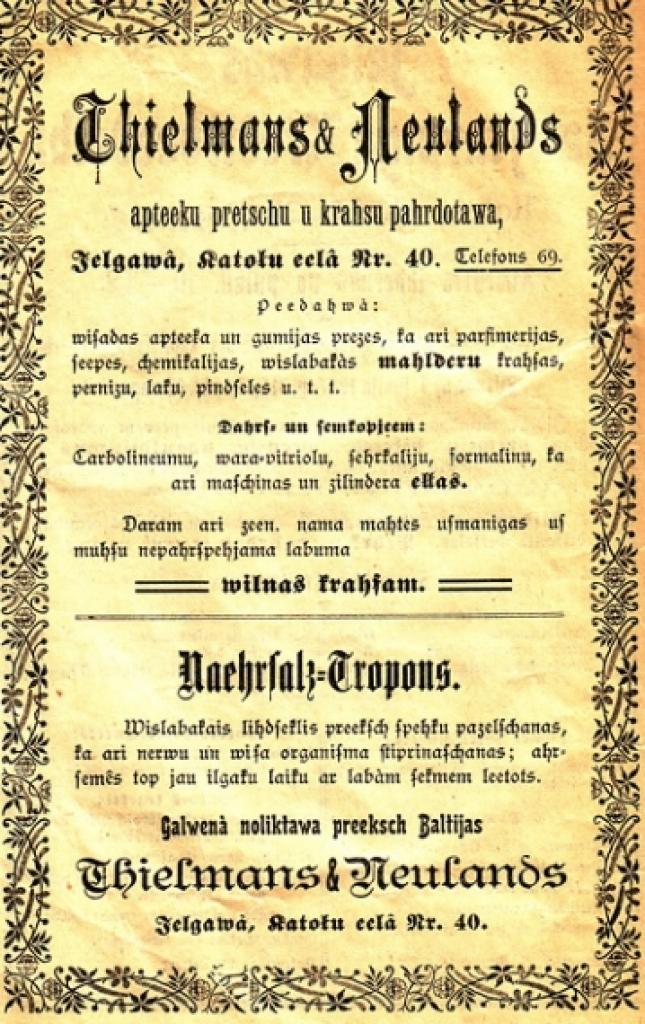 Thielmans & Neulands
apteeku pretschu u krahsu pahrdotawa,
Jelgawâ, Katoļu eelâ Nr. 40. Telefons 69.
Peedahwâ:
wiſadas apteeka un gumijas prezes, ka ari parfimerijas,
ſeepes, chemikalijas, wislabakàs mahlderu krahſas,
pernizu, laku, pindſeles u. t. t.
Dahrſ- un ſemkopjeem:
Carbolineumu, wara-vitriolu, ſehrkaliju, formalinu, ka
ari maſchinas un zilindera eļļas.
Daram ari zeen. nama mahtes uſmanigas uſ
muhſu nepahrſpehjama labuma
wilnas krahſam.
Naehrſalz-Tropons.
Wislabakais lihdſeklis preekſch ſpehku pazelſchanas,
ka ari nerwu un wiſa organiſma ſtiprinaſchanas; ahr-
ſemês top jau ilgaku laiku ar labàm ſekmem leetots.
Galwenà noliktawa preeksch Baltijas
Thielmans & Neulands
Jelgawâ, Katoļu eelâ Nr. 40.